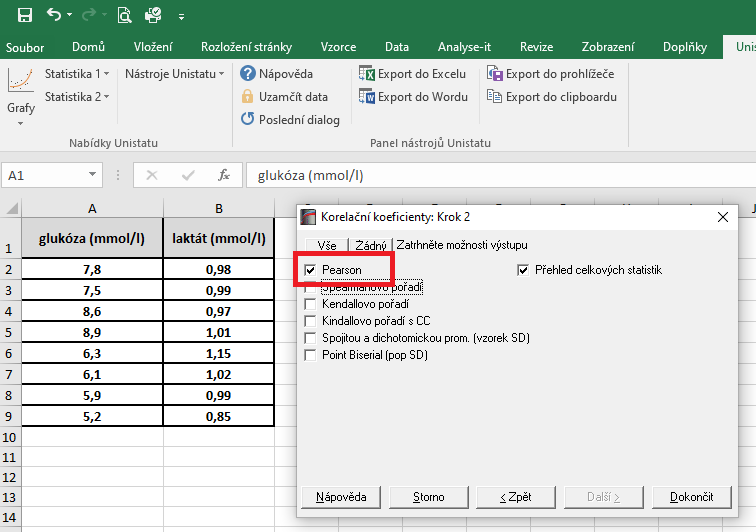 Soubor Domů Vložení Rozložení stránky Vzorce Data Analyse-it Revize Zobrazení Doplňky Unis
Grafy
Statistika 1
Statistika 2
Nástroje Unistatu
Nabídky Unistatu
Nápověda
Uzamčít data
Poslední dialog
Export do Excelu
Export do Wordu
Export do prohlížeče
Export do clipboardu
Panel nástrojů Unistatu
A1 fx glukóza (mmol/l)
A B
1 glukóza (mmol/l) laktát (mmol/l)
2 7,8 0,98
3 7,5 0,99
4 8,6 0,97
5 8,9 1,01
6 6,3 1,15
7 6,1 1,02
8 5,9 0,99
9 5,2 0,85
10
11
12
13
14
Korelační koeficienty: Krok 2
Vše Žádný Zatrhněte možnosti výstupu
Pearson Přehled celkových statistik
Spearmanovo pořadí
Kendallovo pořadí
Kindallovo pořadí s CC
Spojitou a dichotomickou prom. (vzorek SD)
Point Biserial (pop SD)
Nápověda Storno < Zpět Další > Dokončit